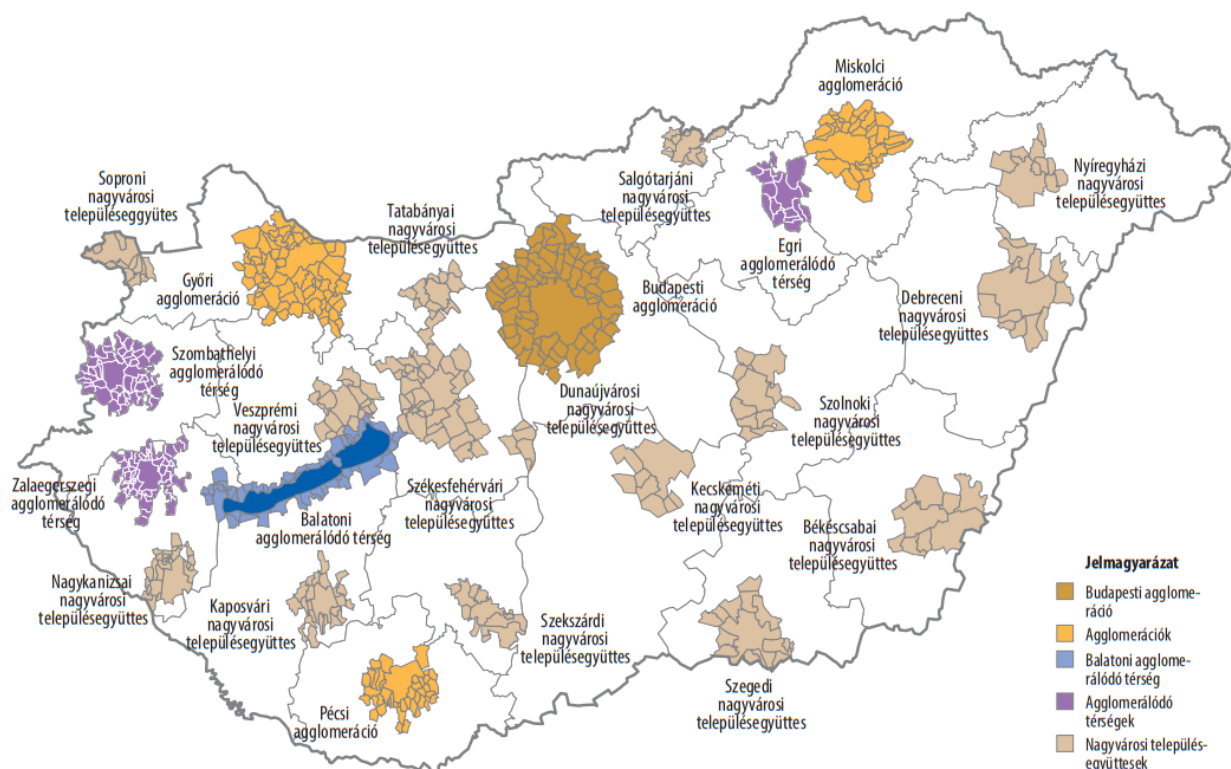 Miskolci
agglomeráció
Salgótarjáni
nagyvárosi
településegyüttes
Nyíregyházi
nagyvárosi
településegyüttes
Soproni
nagyvárosi
településeggyütes
Tatabányai
nagyvárosi
településegyüttes
Egri
agglomerálódó
térség
Győri
agglomeráció
Budapesti
agglomeráció
Debreceni
nagyvárosi
településegyüttes
Szombathelyi
agglomerálódó
térség
Veszprémi
nagyvárosi
településegyüttes
Dunaújvárosi
nagyvárosi
településegyüttes
Szolnoki
nagyvárosi
településegyüttes
Zalaegerszegi
agglomerálódó
térség
Székesfehérvári
nagyvárosi
településegyüttes
Kecskeméti
nagyvárosi
településegyüttes
Balatoni
agglomerálódó térség
Békéscsabai
nagyvárosi
településegyüttes
Nagykanizsai
nagyvárosi
településegyüttes
Kaposvári
nagyvárosi
településegyüttes
Szekszárdi
nagyvárosi
településegyüttes
Szegedi
nagyvárosi
településegyüttes
Pécsi
agglomeráció
Jelmagyarázat
Budapesti agglome-
ráció
Agglomerációk
Balatoni agglome-
rálódó térség
Agglomerálódó
térségek
Nagyvárosi település-
együttesek